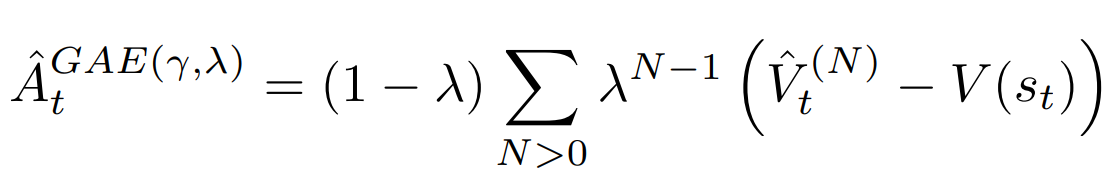 Â_t^{GAE(γ,λ)} = (1 − λ) ∑_{N>0} λ^{N−1} (V̂_t^{(N)} − V(s_t))